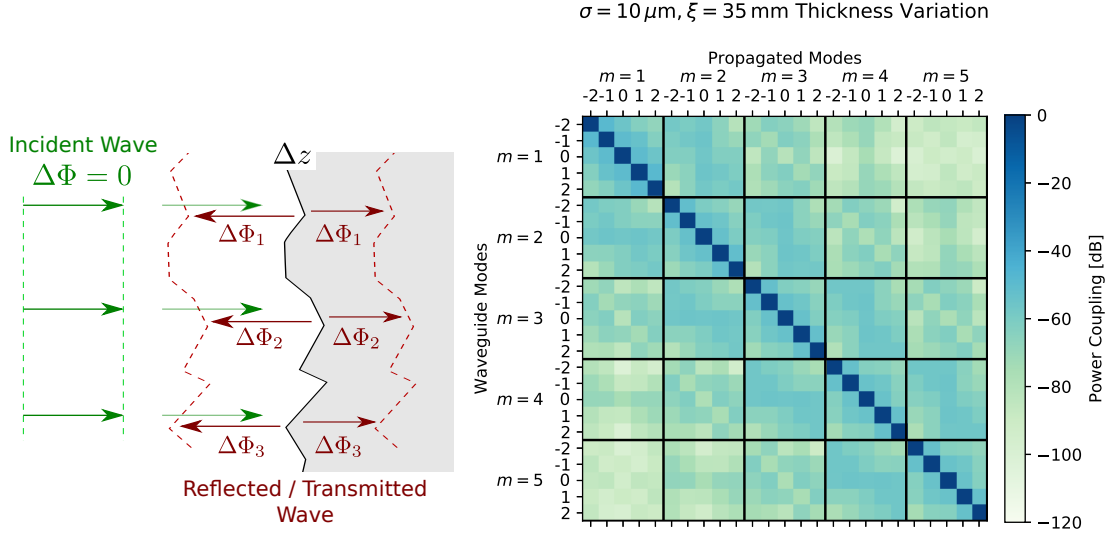 σ = 10 μm, ξ = 35 mm Thickness Variation
Incident Wave
ΔΦ = 0
Δz
ΔΦ₁ ΔΦ₁
ΔΦ₂ ΔΦ₂
ΔΦ₃ ΔΦ₃
Reflected / Transmitted
Wave
Propagated Modes
m = 1 m = 2 m = 3 m = 4 m = 5
-2 -1 0 1 2 -2 -1 0 1 2 -2 -1 0 1 2 -2 -1 0 1 2 -2 -1 0 1 2
Waveguide Modes
m = 1
-2
-1
0
1
2
m = 2
-2
-1
0
1
2
m = 3
-2
-1
0
1
2
m = 4
-2
-1
0
1
2
m = 5
-2
-1
0
1
2
0
−20
−40
−60
−80
−100
−120
Power Coupling [dB]